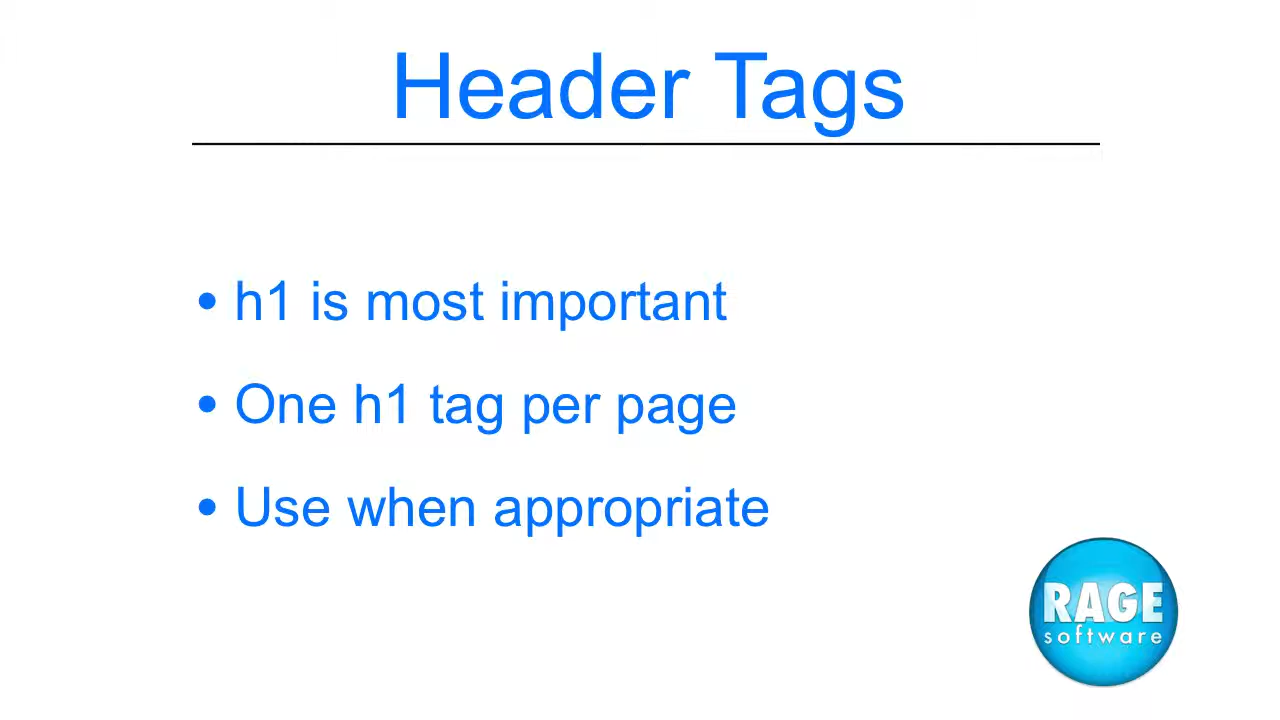 Header Tags
• h1 is most important
• One h1 tag per page
• Use when appropriate
RAGE
software